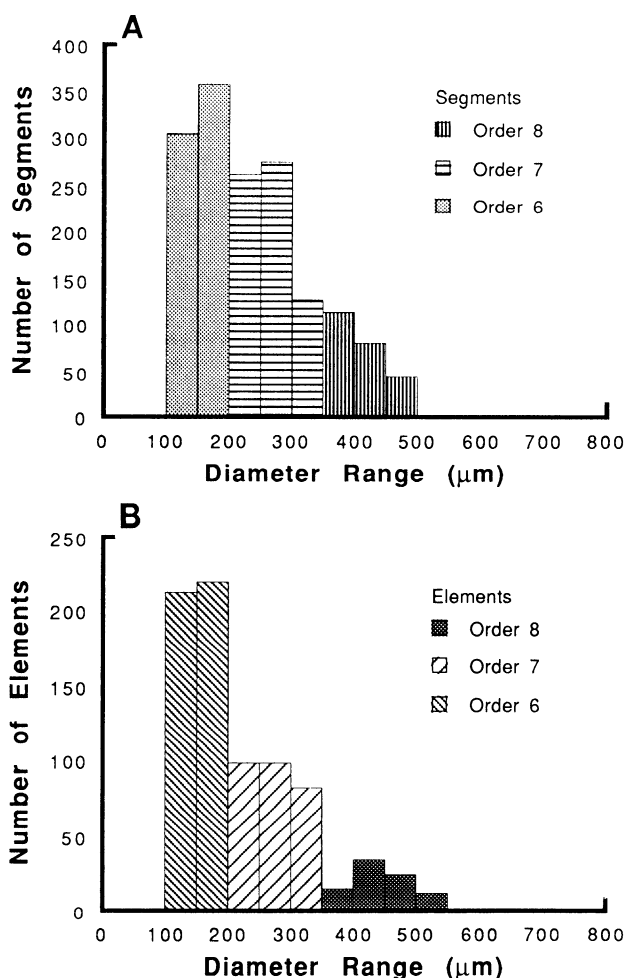 A
400
350
300
250
200
150
100
50
0
Number of Segments
Segments
Order 8
Order 7
Order 6
0 100 200 300 400 500 600 700 800
Diameter Range (μm)
B
250
200
150
100
50
0
Number of Elements
Elements
Order 8
Order 7
Order 6
0 100 200 300 400 500 600 700 800
Diameter Range (μm)